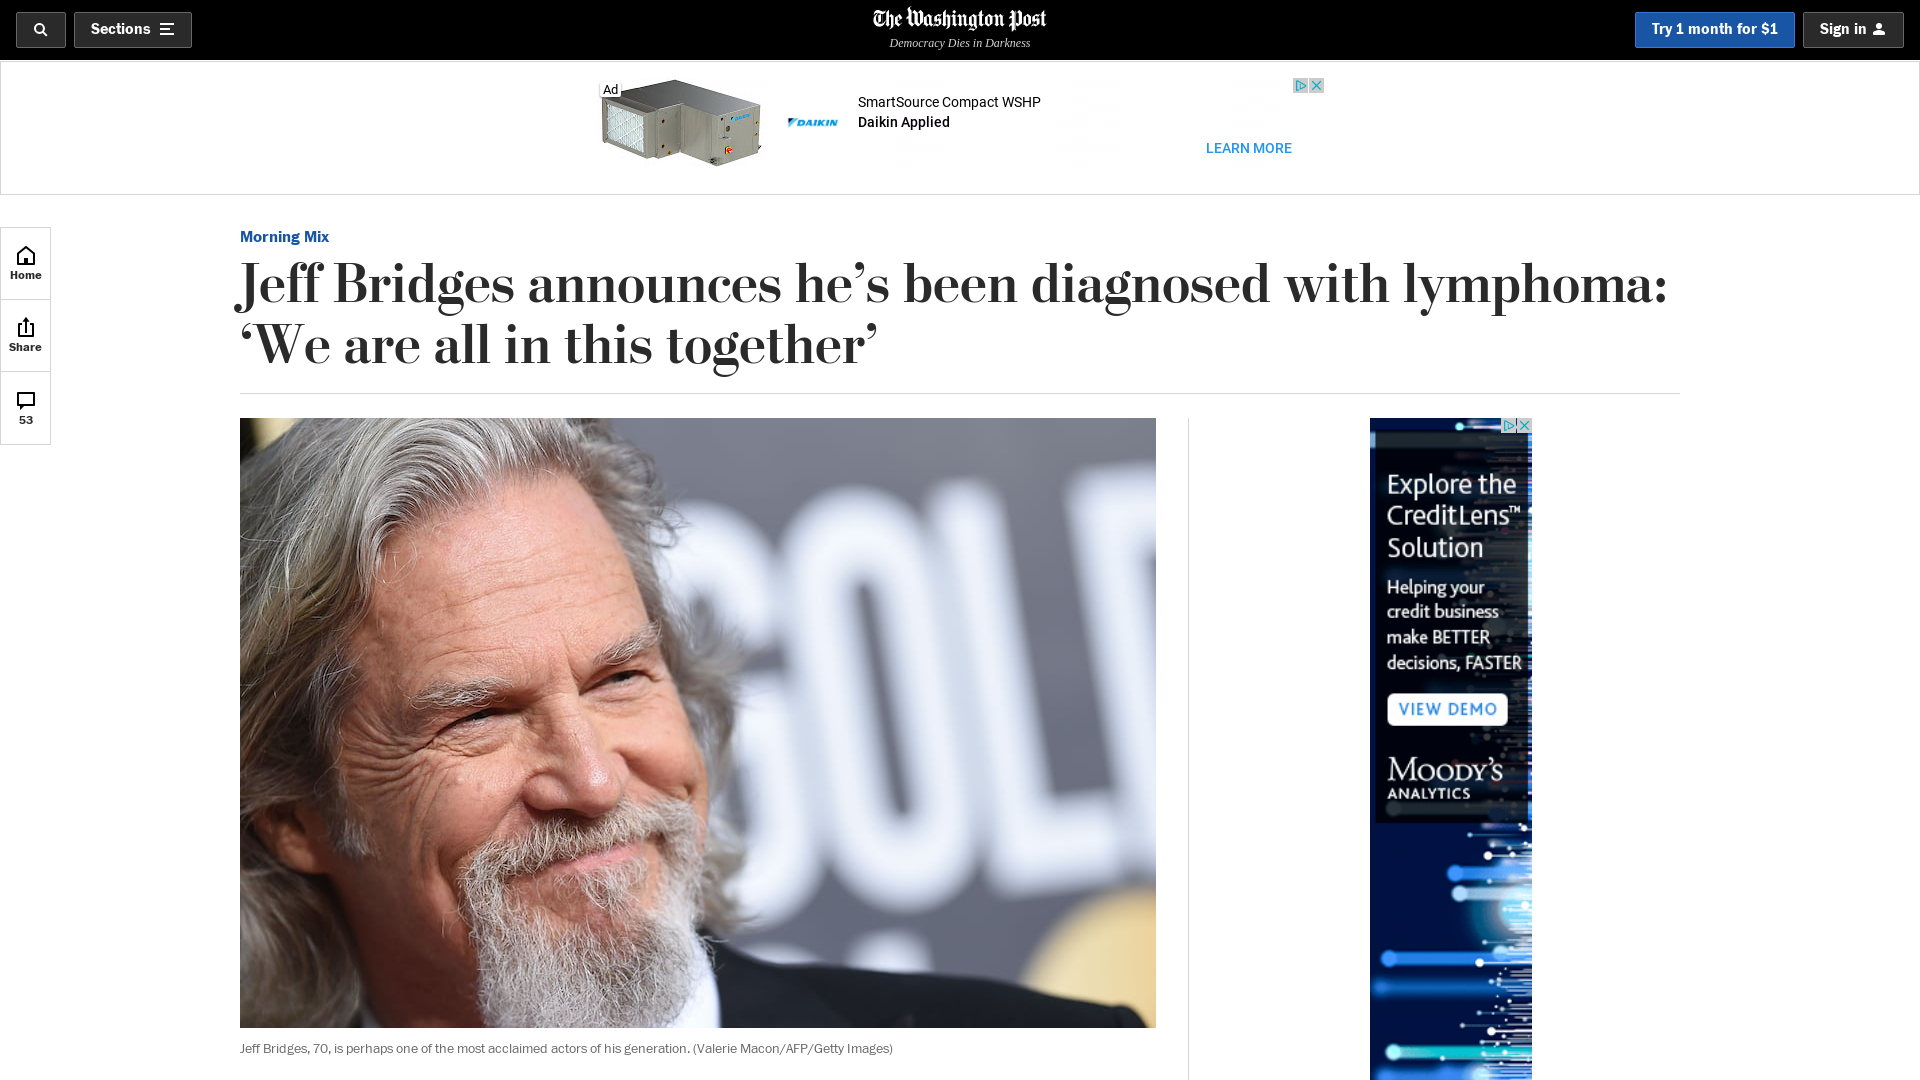 Sections
The Washington Post
Democracy Dies in Darkness
Try 1 month for $1
Sign in
Ad
DAIKIN
SmartSource Compact WSHP
Daikin Applied
LEARN MORE
Home
Share
53
Morning Mix
Jeff Bridges announces he’s been diagnosed with lymphoma:
‘We are all in this together’
GOLD
Explore the
CreditLens™
Solution
Helping your
credit business
make BETTER
decisions, FASTER
VIEW DEMO
MOODY'S
ANALYTICS
Jeff Bridges, 70, is perhaps one of the most acclaimed actors of his generation. (Valerie Macon/AFP/Getty Images)